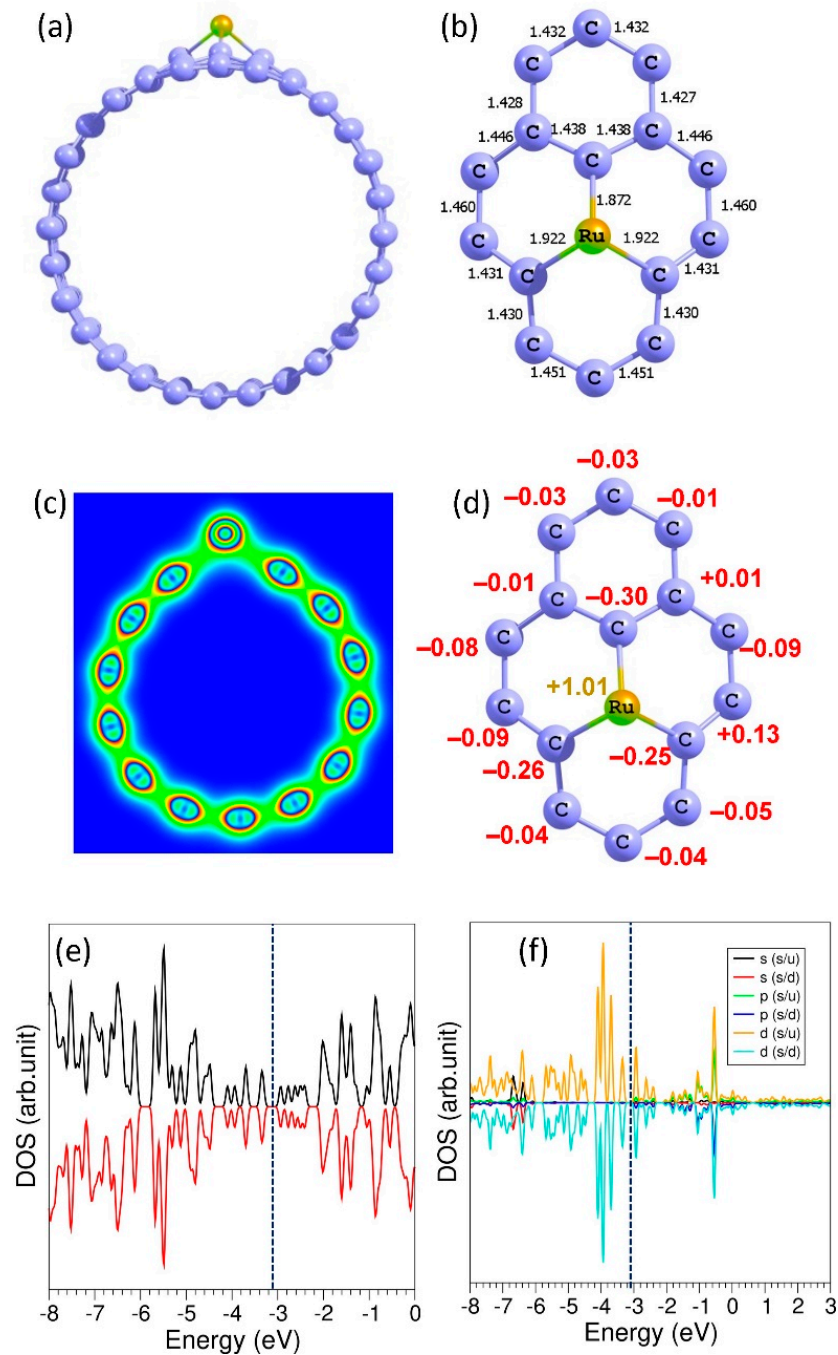 (a)
(b)
1.432 C 1.432
C C
1.428 1.427
1.446 C 1.438 1.438 C 1.446
C C C
1.460 1.872 1.460
C 1.922 Ru 1.922 C
1.431 C C 1.431
1.430 1.430
C C
1.451 C 1.451
(c)
(d)
–0.03
–0.03 C –0.01
C C
–0.01 C –0.30 C +0.01
–0.08 C C C –0.09
+1.01
C Ru C
–0.09 C –0.25 C +0.13
–0.26
C C –0.05
–0.04 C
–0.04
(e)
DOS (arb.unit)
-8 -7 -6 -5 -4 -3 -2 -1 0
Energy (eV)
(f)
s (s/u)
s (s/d)
p (s/u)
p (s/d)
d (s/u)
d (s/d)
DOS (arb.unit)
-8 -6 -4 -2 -1 0 1 2 3
Energy (eV)